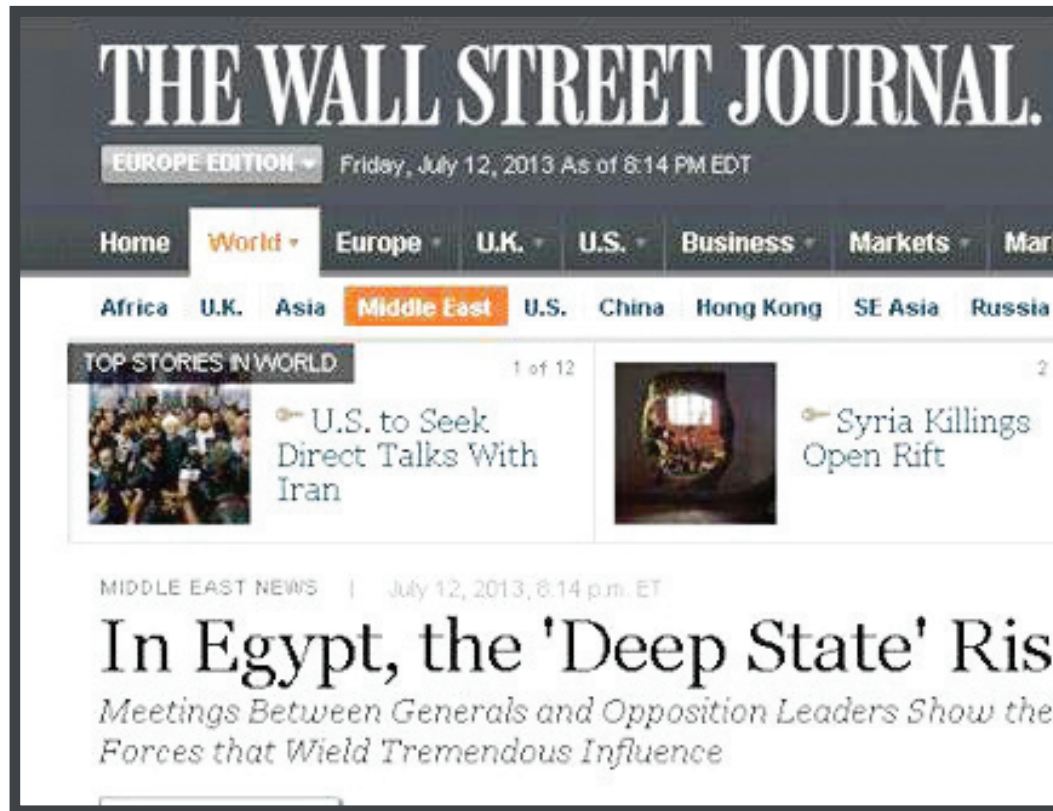 THE WALL STREET JOURNAL.
EUROPE EDITION Friday, July 12, 2013 As of 8:14 PM EDT
Home World Europe U.K. U.S. Business Markets Mar
Africa U.K. Asia Middle East U.S. China Hong Kong SE Asia Russia
TOP STORIES IN WORLD
1 of 12
U.S. to Seek
Direct Talks With
Iran
2
Syria Killings
Open Rift
MIDDLE EAST NEWS | July 12, 2013, 8:14 p.m. ET
In Egypt, the 'Deep State' Ris
Meetings Between Generals and Opposition Leaders Show the
Forces that Wield Tremendous Influence